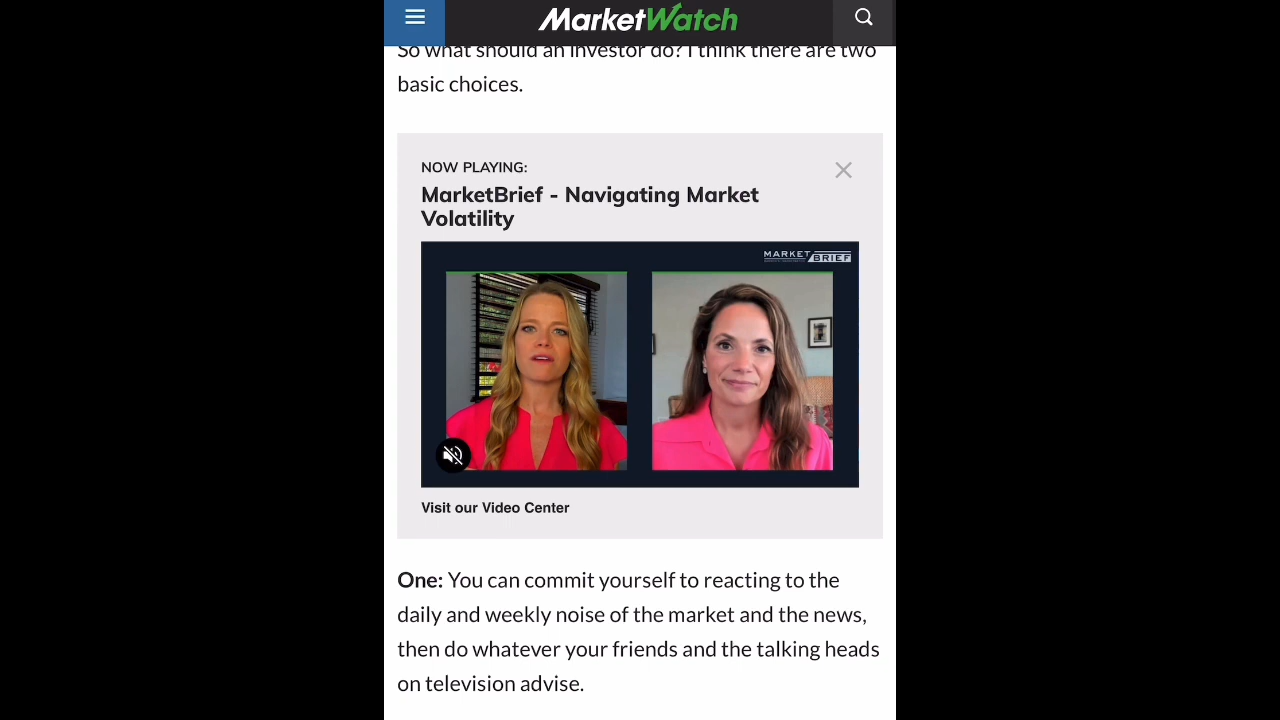 MarketWatch
So what should an investor do? I think there are two
basic choices.
NOW PLAYING:
MarketBrief - Navigating Market
Volatility
MARKET BRIEF
Visit our Video Center
One: You can commit yourself to reacting to the
daily and weekly noise of the market and the news,
then do whatever your friends and the talking heads
on television advise.